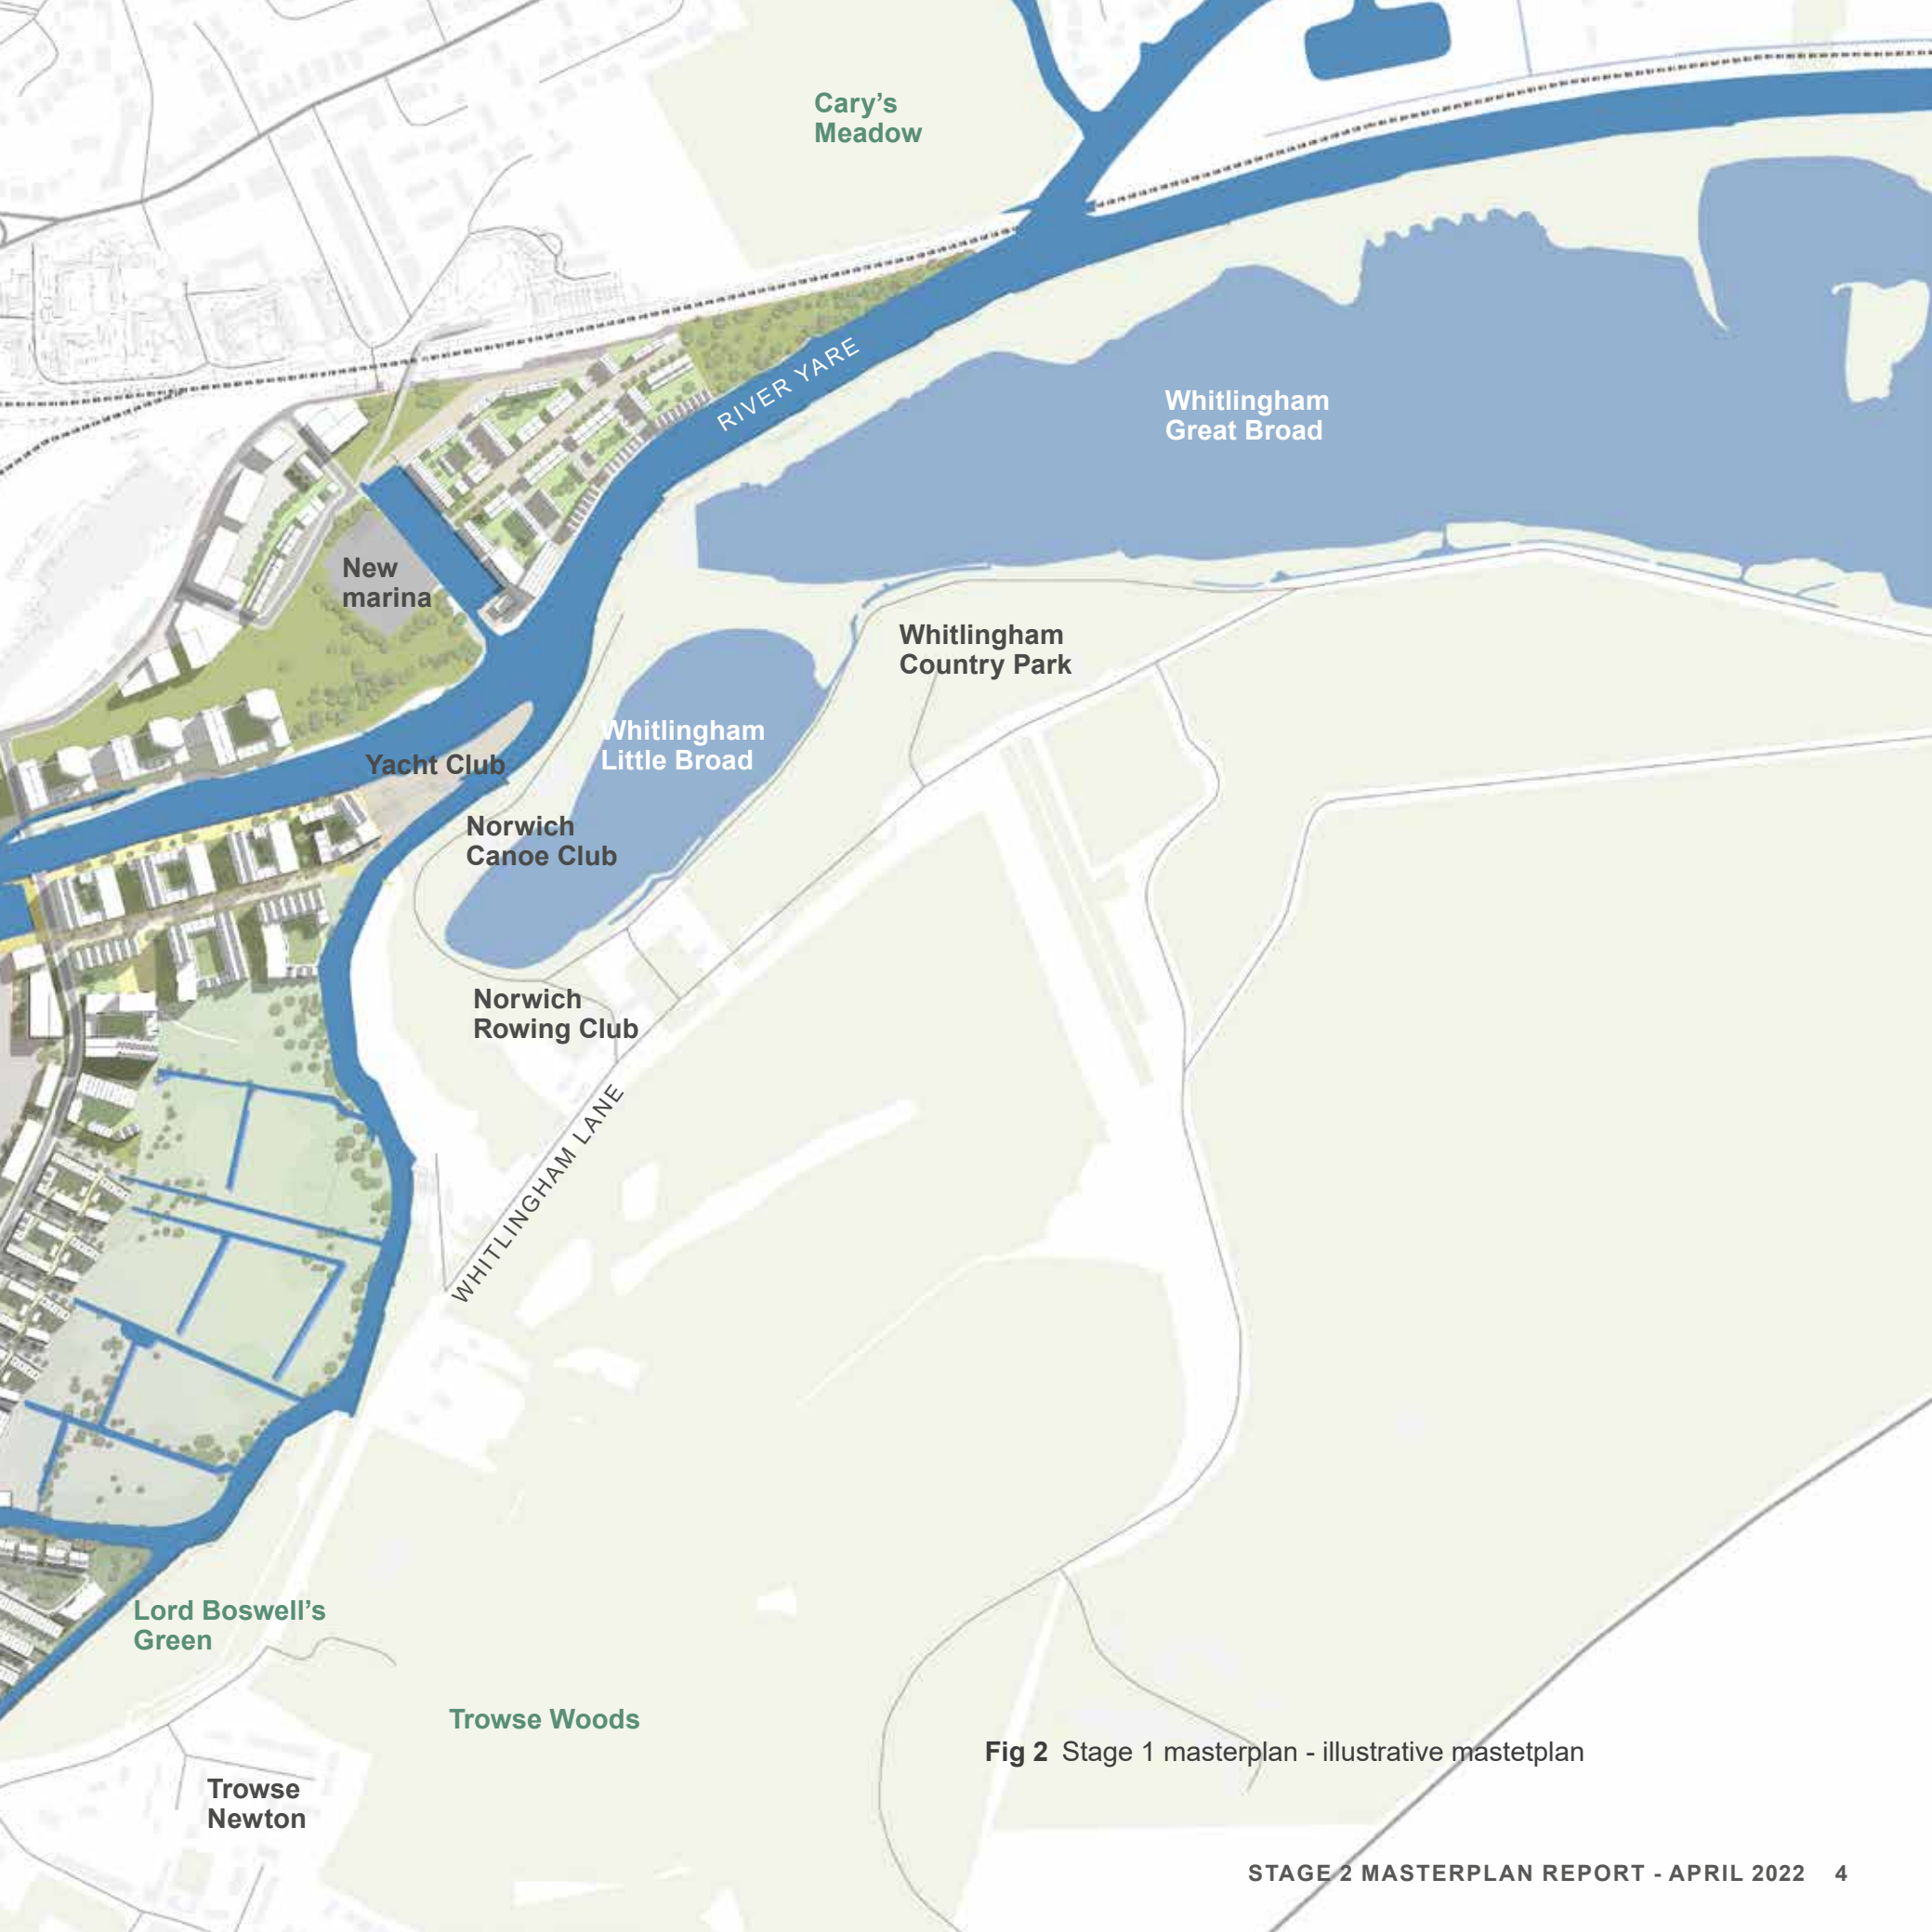 Cary’s
Meadow
RIVER YARE
Whitlingham
Great Broad
New
marina
Whitlingham
Country Park
Whitlingham
Little Broad
Yacht Club
Norwich
Canoe Club
Norwich
Rowing Club
WHITLINGHAM LANE
Lord Boswell’s
Green
Trowse Woods
Fig 2 Stage 1 masterplan - illustrative mastetplan
Trowse
Newton
STAGE 2 MASTERPLAN REPORT - APRIL 2022 4